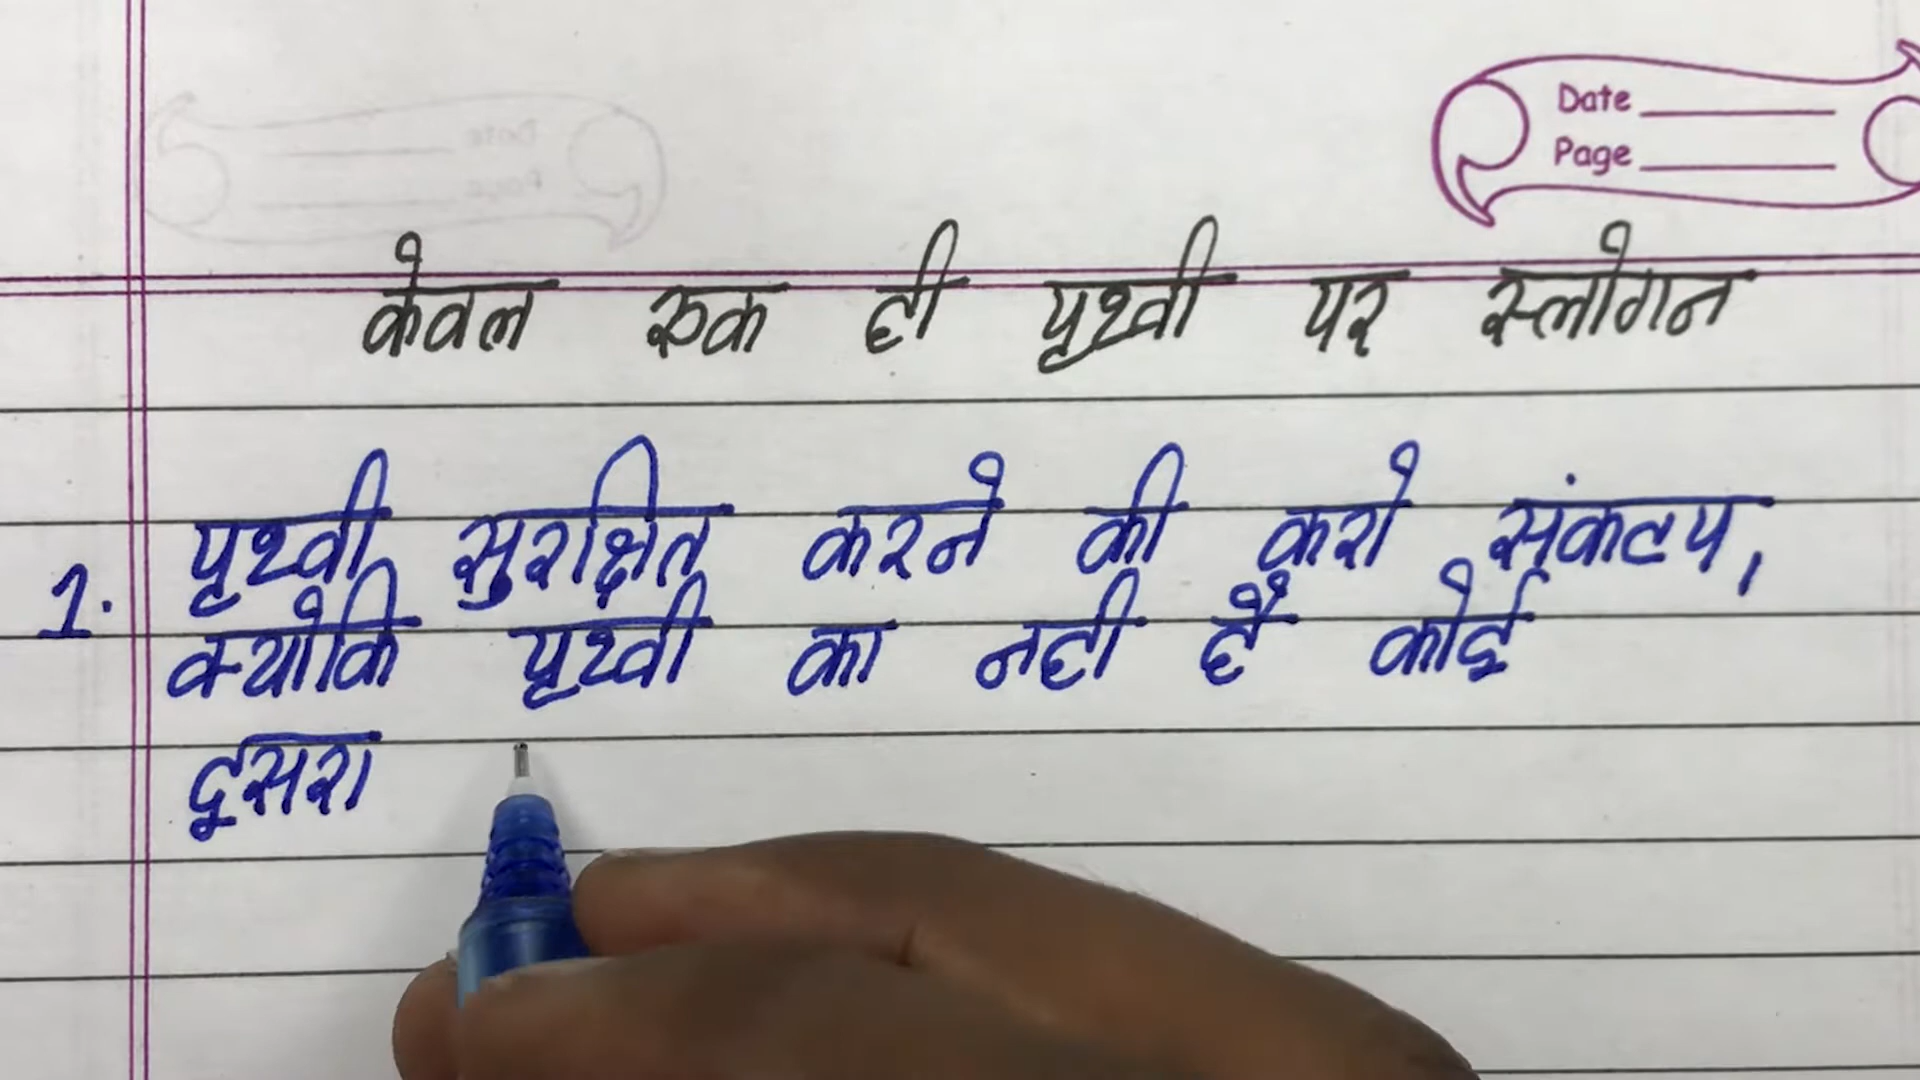 Date
Page
केवल एक ही पृथ्वी पर स्लोगन
1. पृथ्वी सुरक्षित करने की करो संकल्प,
क्योकि पृथ्वी का नही है कोई
दूसरा